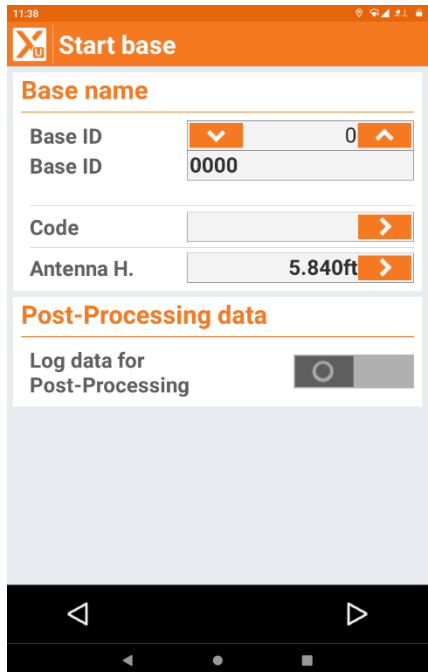 11:38
Xu Start base
Base name
Base ID 0
Base ID 0000
Code
Antenna H. 5.840ft
Post-Processing data
Log data for
Post-Processing